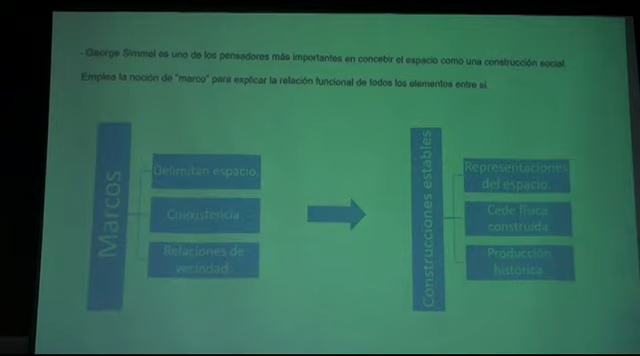 - George Simmel es uno de los pensadores más importantes en concebir el espacio como una construcción social.
Emplea la noción de "marco" para explicar la relación funcional de todos los elementos entre sí.
Marcos
Delimitan espacio.
Coexistencia
Relaciones de
vecindad
Construcciones estables
Representaciones
del espacio.
Cede física
construida
Producción
histórica